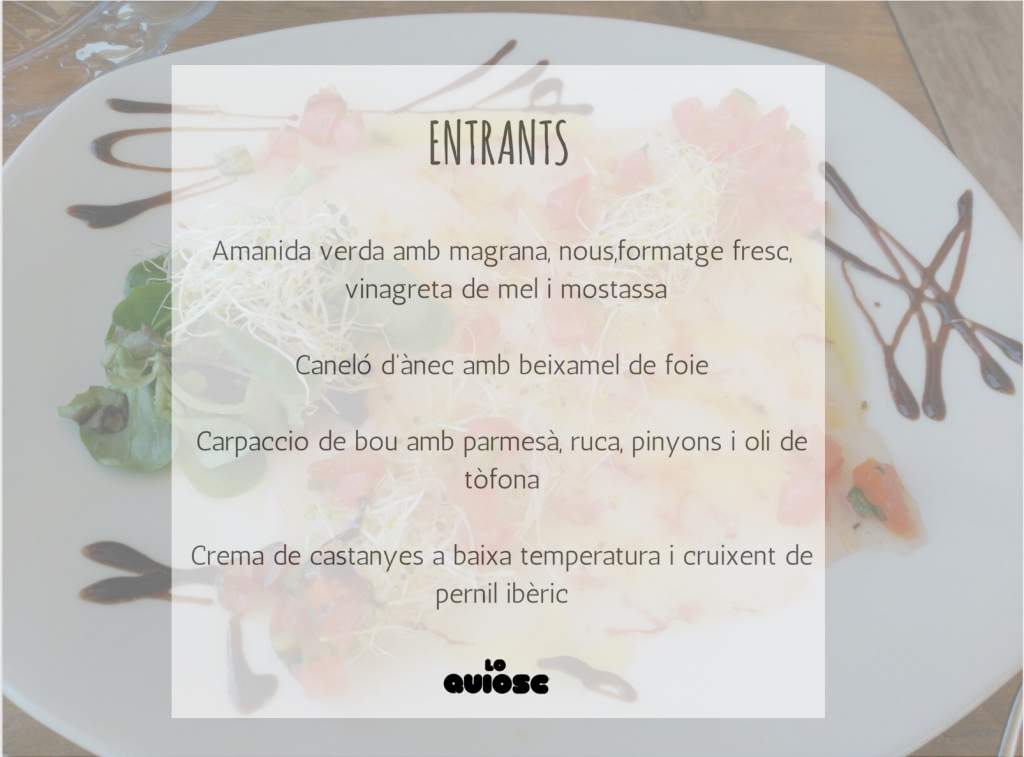 ENTRANTS
Amanida verda amb magrana, nous,formatge fresc,
vinagreta de mel i mostassa
Caneló d'ànec amb beixamel de foie
Carpaccio de bou amb parmesà, ruca, pinyons i oli de
tòfona
Crema de castanyes a baixa temperatura i cruixent de
pernil ibèric
LO
QUIOSC